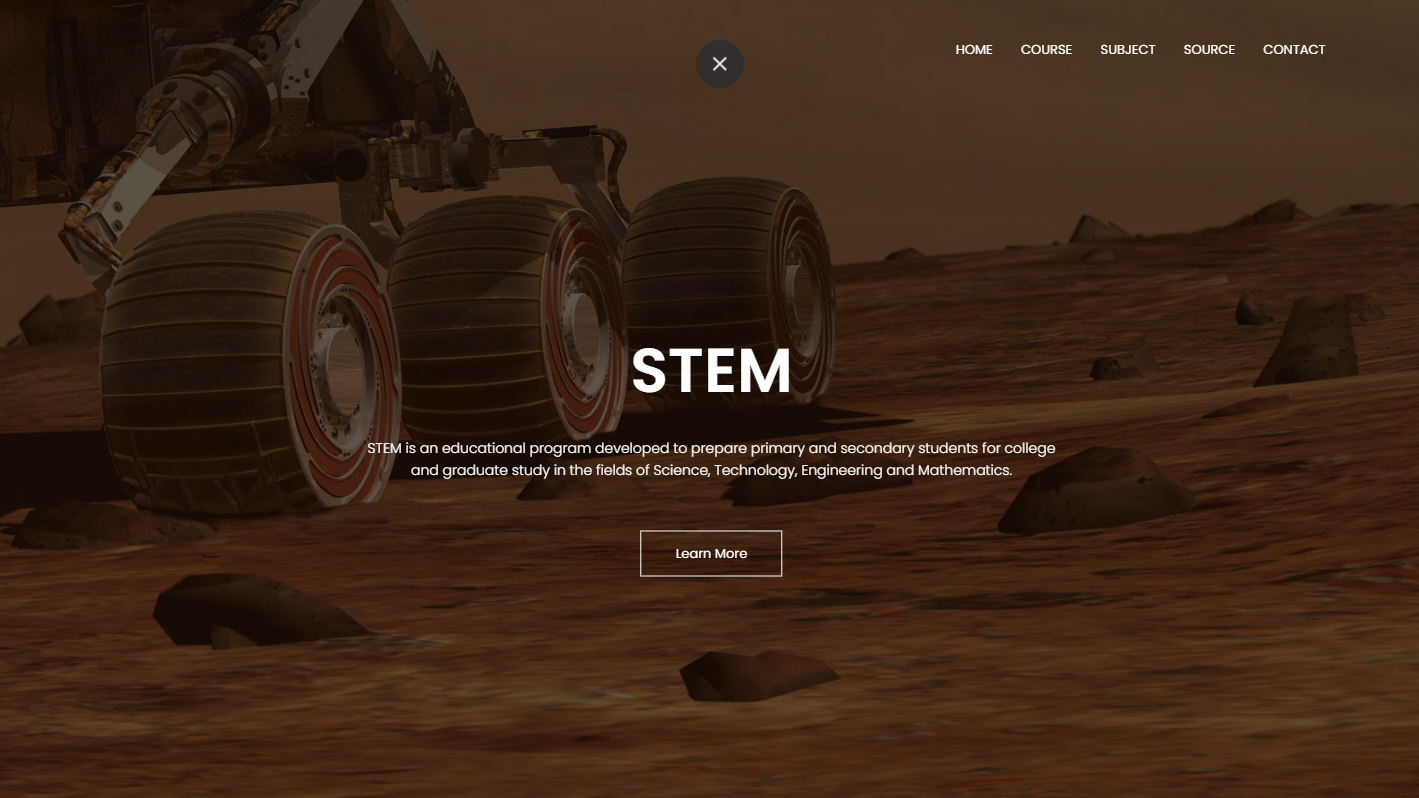 HOME COURSE SUBJECT SOURCE CONTACT
STEM
STEM is an educational program developed to prepare primary and secondary students for college
and graduate study in the fields of Science, Technology, Engineering and Mathematics.
Learn More